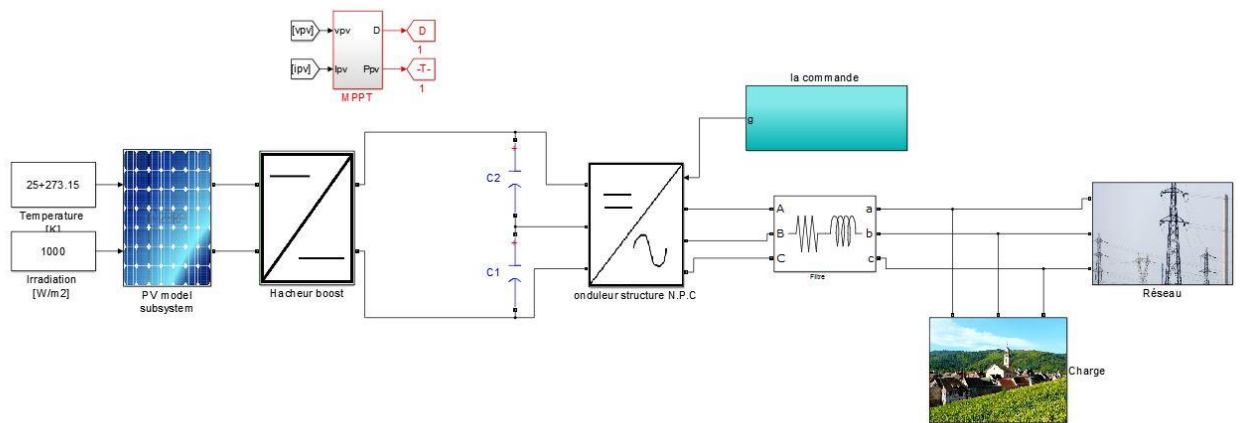 [vpv]
vpv
D
D
1
[ipv]
Ipv
Ppv
-T-
1
MPPT
la commande
g
25+273.15
Temperature
[K]
1000
Irradiation
[W/m2]
PV model
subsystem
Hacheur boost
+
C2
+
C1
onduleur structure N.P.C
A
a
B
b
C
c
Filtre
Réseau
Charge